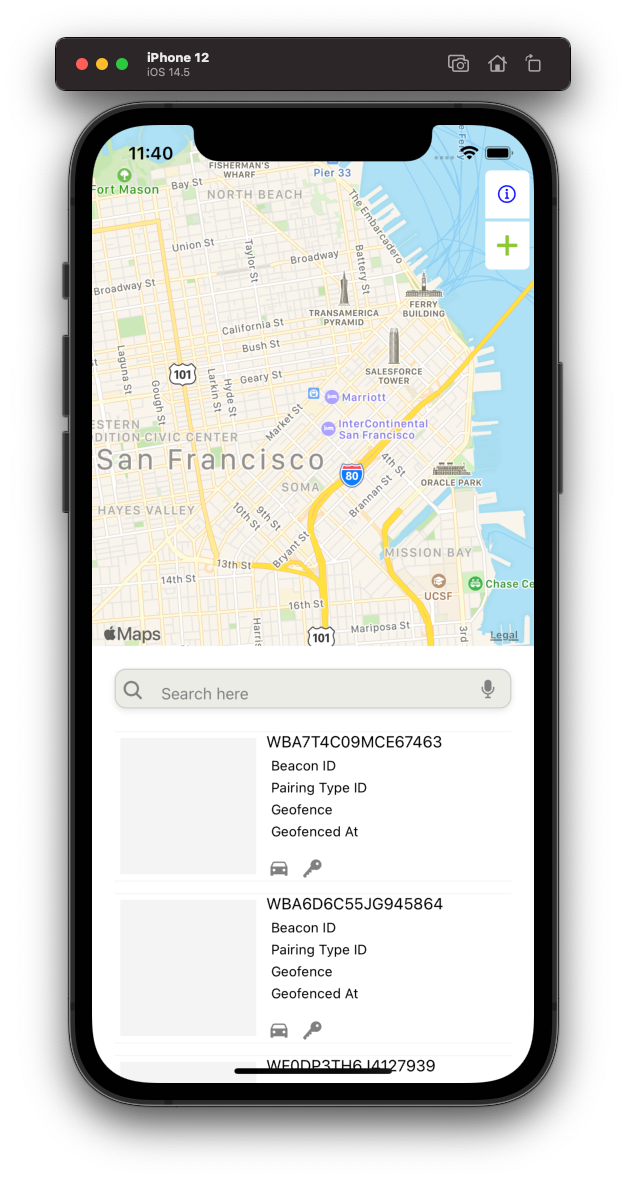 iPhone 12
iOS 14.5
11:40
FISHERMAN'S
WHARF
Pier 33
Fort Mason
Bay St
NORTH BEACH
The Embarcadero
Union St
Taylor St
Broadway
Battery St
Broadway St
TRANSAMERICA
PYRAMID
FERRY
BUILDING
California St
Bush St
SALESFORCE
TOWER
Laguna St
Gough St
101
Larkin St
Hyde St
Geary St
Marriott
Market St
InterContinental
San Francisco
ESTERN
DDITION
CIVIC CENTER
San Francisco
4th St
80
ORACLE PARK
SOMA
Brannan St
HAYES VALLEY
10th St
9th St
Bryant St
MISSION BAY
13th St
14th St
UCSF
Chase Ce
16th St
Harris
101
Mariposa St
3rd
Maps
Legal
Search here
WBA7T4C09MCE67463
Beacon ID
Pairing Type ID
Geofence
Geofenced At
WBA6D6C55JG945864
Beacon ID
Pairing Type ID
Geofence
Geofenced At